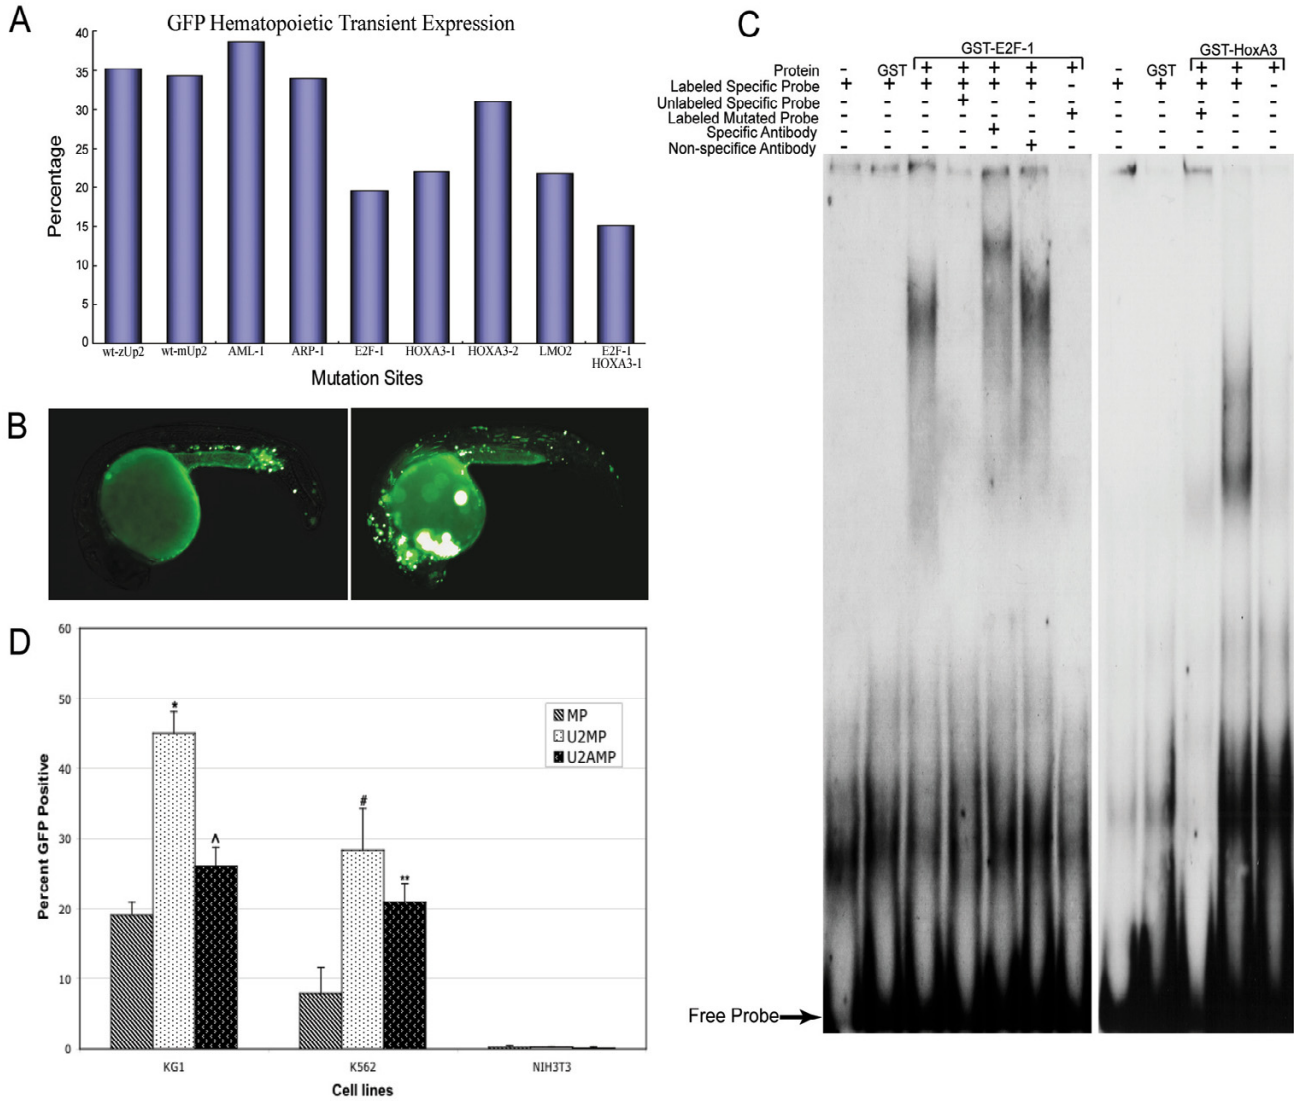 A
GFP Hematopoietic Transient Expression
Percentage
40
35
30
25
20
15
10
5
0
wt-zUp2 wt-mUp2 AML-1 ARP-1 E2F-1 HOXA3-1 HOXA3-2 LMO2 E2F-1
HOXA3-1
Mutation Sites
B
C
GST-E2F-1 GST-HoxA3
Protein - GST + + + + + - GST + + +
Labeled Specific Probe + + + + + + - + + + + -
Unlabeled Specific Probe - - - + - - - - - - - -
Labeled Mutated Probe - - - - - - + - - + - -
Specific Antibody - - - - + - - - - - - -
Non-specifice Antibody - - - - - + - - - - - -
Free Probe
D
Percent GFP Positive
60
50
40
30
20
10
0
* ^ # **
MP
U2MP
U2AMP
KG1 K562 NIH3T3
Cell lines